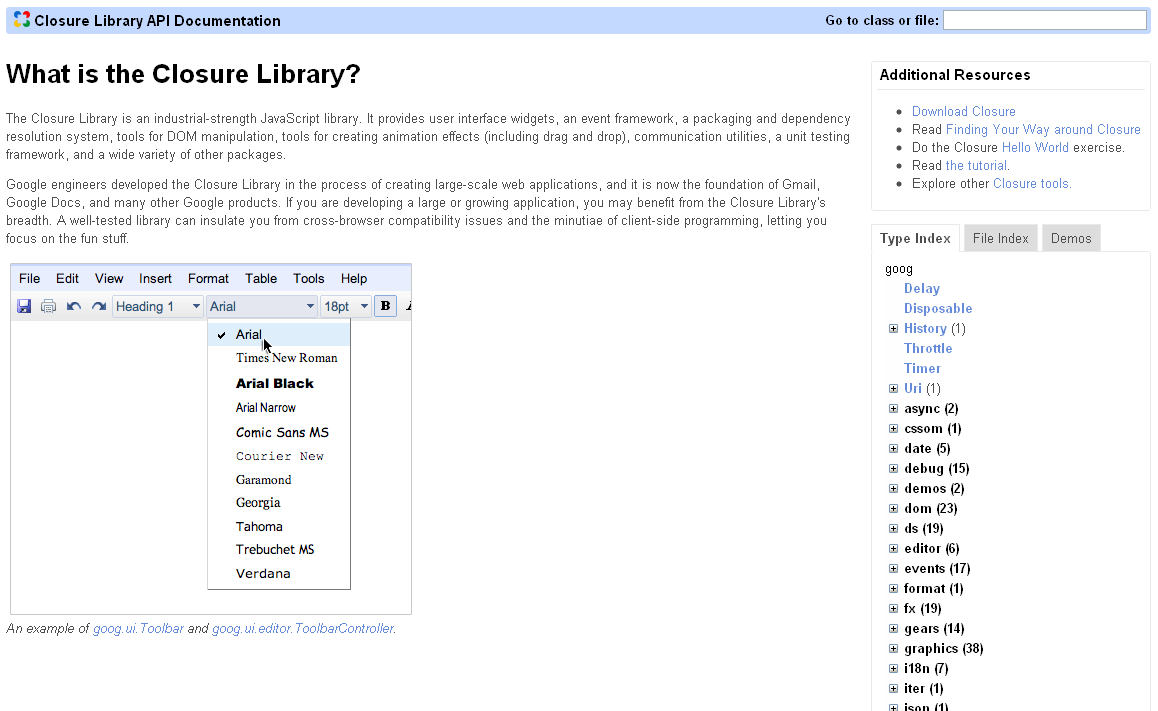 Closure Library API Documentation
Go to class or file:
What is the Closure Library?
The Closure Library is an industrial-strength JavaScript library. It provides user interface widgets, an event framework, a packaging and dependency
resolution system, tools for DOM manipulation, tools for creating animation effects (including drag and drop), communication utilities, a unit testing
framework, and a wide variety of other packages.
Google engineers developed the Closure Library in the process of creating large-scale web applications, and it is now the foundation of Gmail,
Google Docs, and many other Google products. If you are developing a large or growing application, you may benefit from the Closure Library's
breadth. A well-tested library can insulate you from cross-browser compatibility issues and the minutiae of client-side programming, letting you
focus on the fun stuff.
File Edit View Insert Format Table Tools Help
Heading 1 Arial 18pt B
Arial
Times New Roman
Arial Black
Arial Narrow
Comic Sans MS
Courier New
Garamond
Georgia
Tahoma
Trebuchet MS
Verdana
An example of goog.ui.Toolbar and goog.ui.editor.ToolbarController.
Additional Resources
Download Closure
Read Finding Your Way around Closure
Do the Closure Hello World exercise.
Read the tutorial.
Explore other Closure tools.
Type Index File Index Demos
goog
Delay
Disposable
History (1)
Throttle
Timer
Uri (1)
async (2)
cssom (1)
date (5)
debug (15)
demos (2)
dom (23)
ds (19)
editor (6)
events (17)
format (1)
fx (19)
gears (14)
graphics (38)
i18n (7)
iter (1)
json (1)